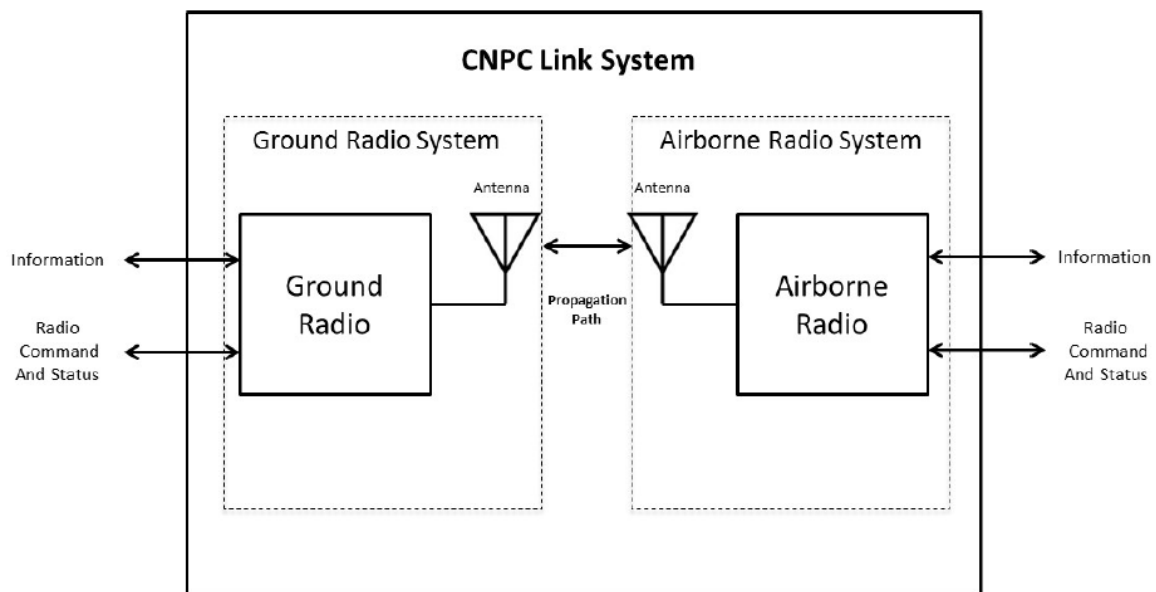 CNPC Link System
Ground Radio System
Airborne Radio System
Antenna
Antenna
Information
Radio
Command
And Status
Ground
Radio
Propagation
Path
Airborne
Radio
Information
Radio
Command
And Status